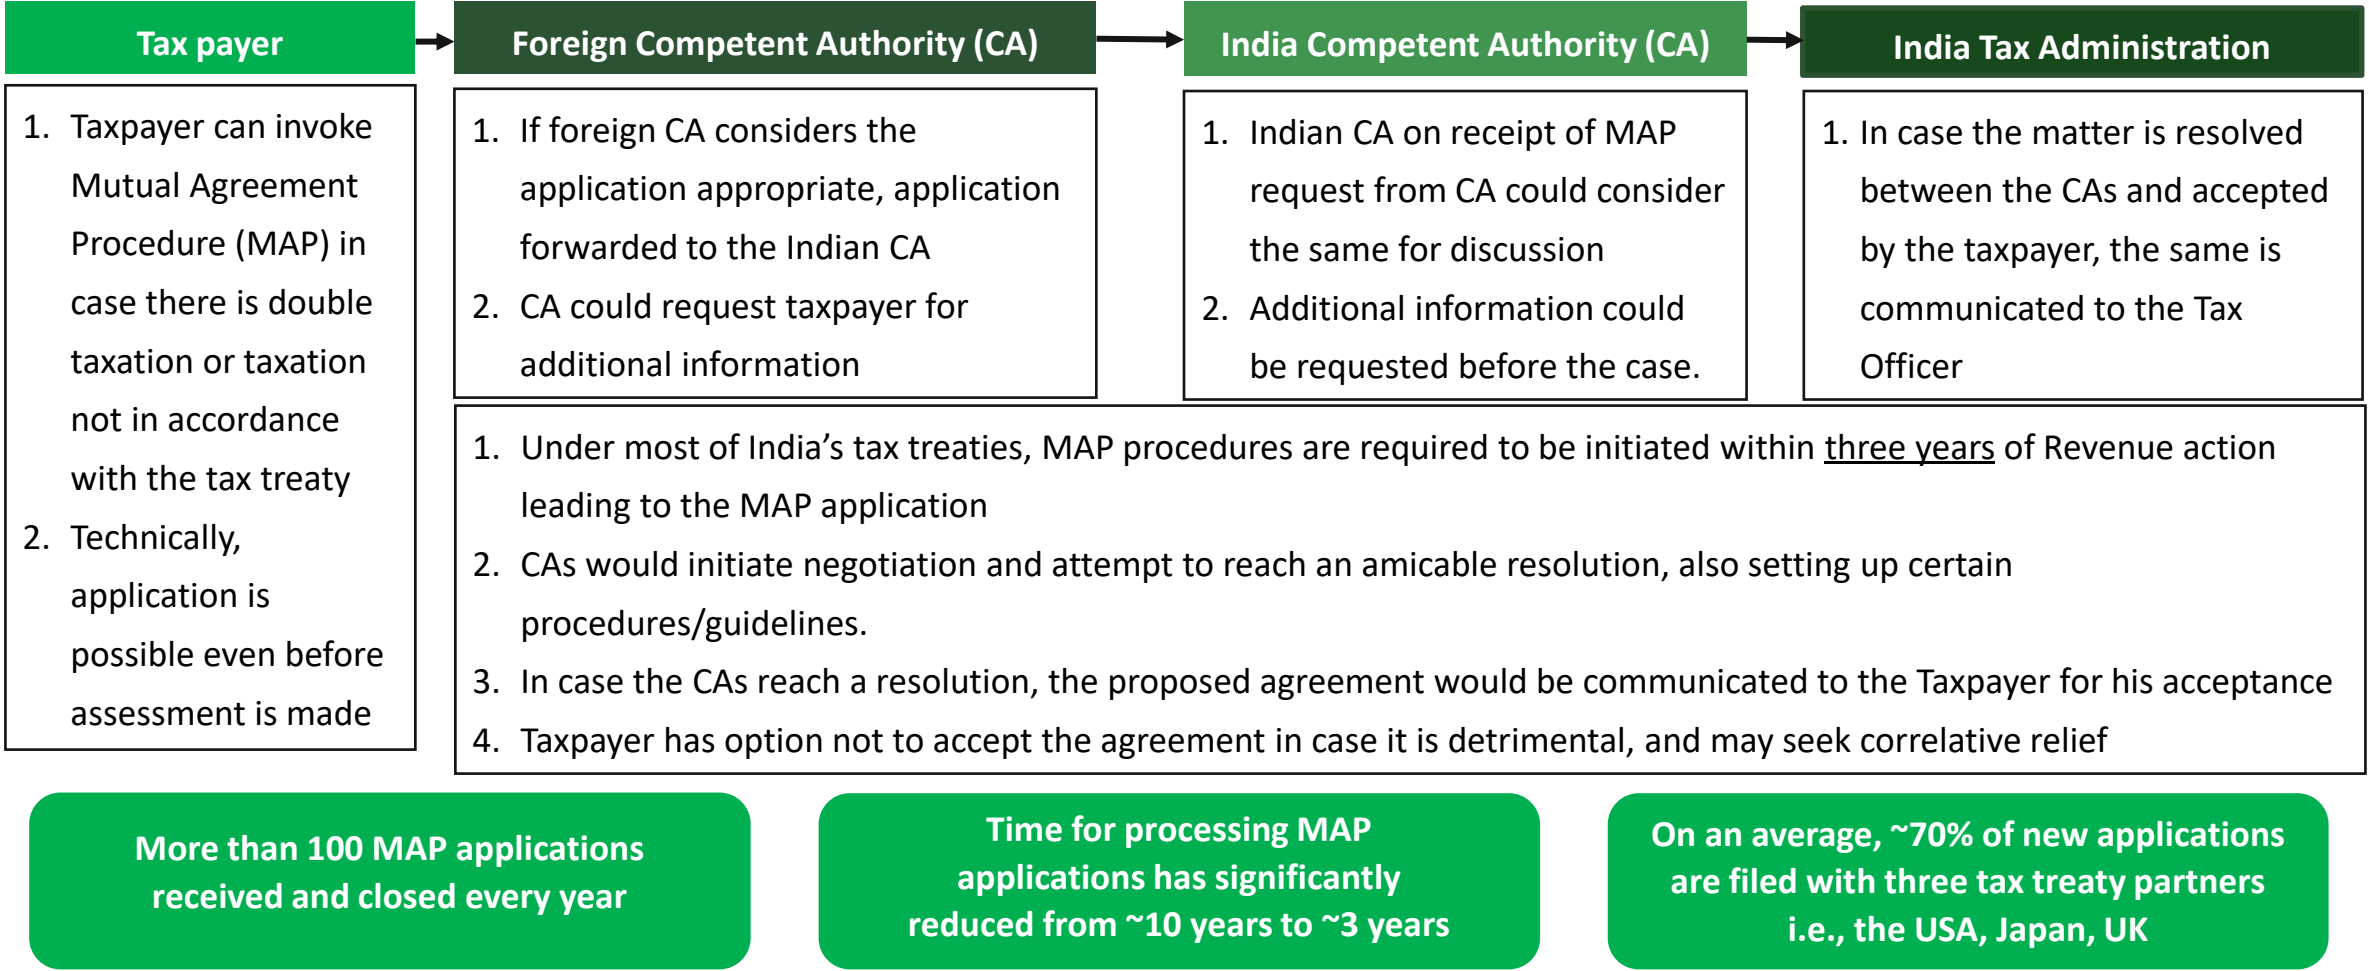 Tax payer
Foreign Competent Authority (CA)
India Competent Authority (CA)
India Tax Administration
1. Taxpayer can invoke
Mutual Agreement
Procedure (MAP) in
case there is double
taxation or taxation
not in accordance
with the tax treaty
2. Technically,
application is
possible even before
assessment is made
1. If foreign CA considers the
application appropriate, application
forwarded to the Indian CA
2. CA could request taxpayer for
additional information
1. Indian CA on receipt of MAP
request from CA could consider
the same for discussion
2. Additional information could
be requested before the case.
1. In case the matter is resolved
between the CAs and accepted
by the taxpayer, the same is
communicated to the Tax
Officer
1. Under most of India’s tax treaties, MAP procedures are required to be initiated within three years of Revenue action
leading to the MAP application
2. CAs would initiate negotiation and attempt to reach an amicable resolution, also setting up certain
procedures/guidelines.
3. In case the CAs reach a resolution, the proposed agreement would be communicated to the Taxpayer for his acceptance
4. Taxpayer has option not to accept the agreement in case it is detrimental, and may seek correlative relief
More than 100 MAP applications
received and closed every year
Time for processing MAP
applications has significantly
reduced from ~10 years to ~3 years
On an average, ~70% of new applications
are filed with three tax treaty partners
i.e., the USA, Japan, UK